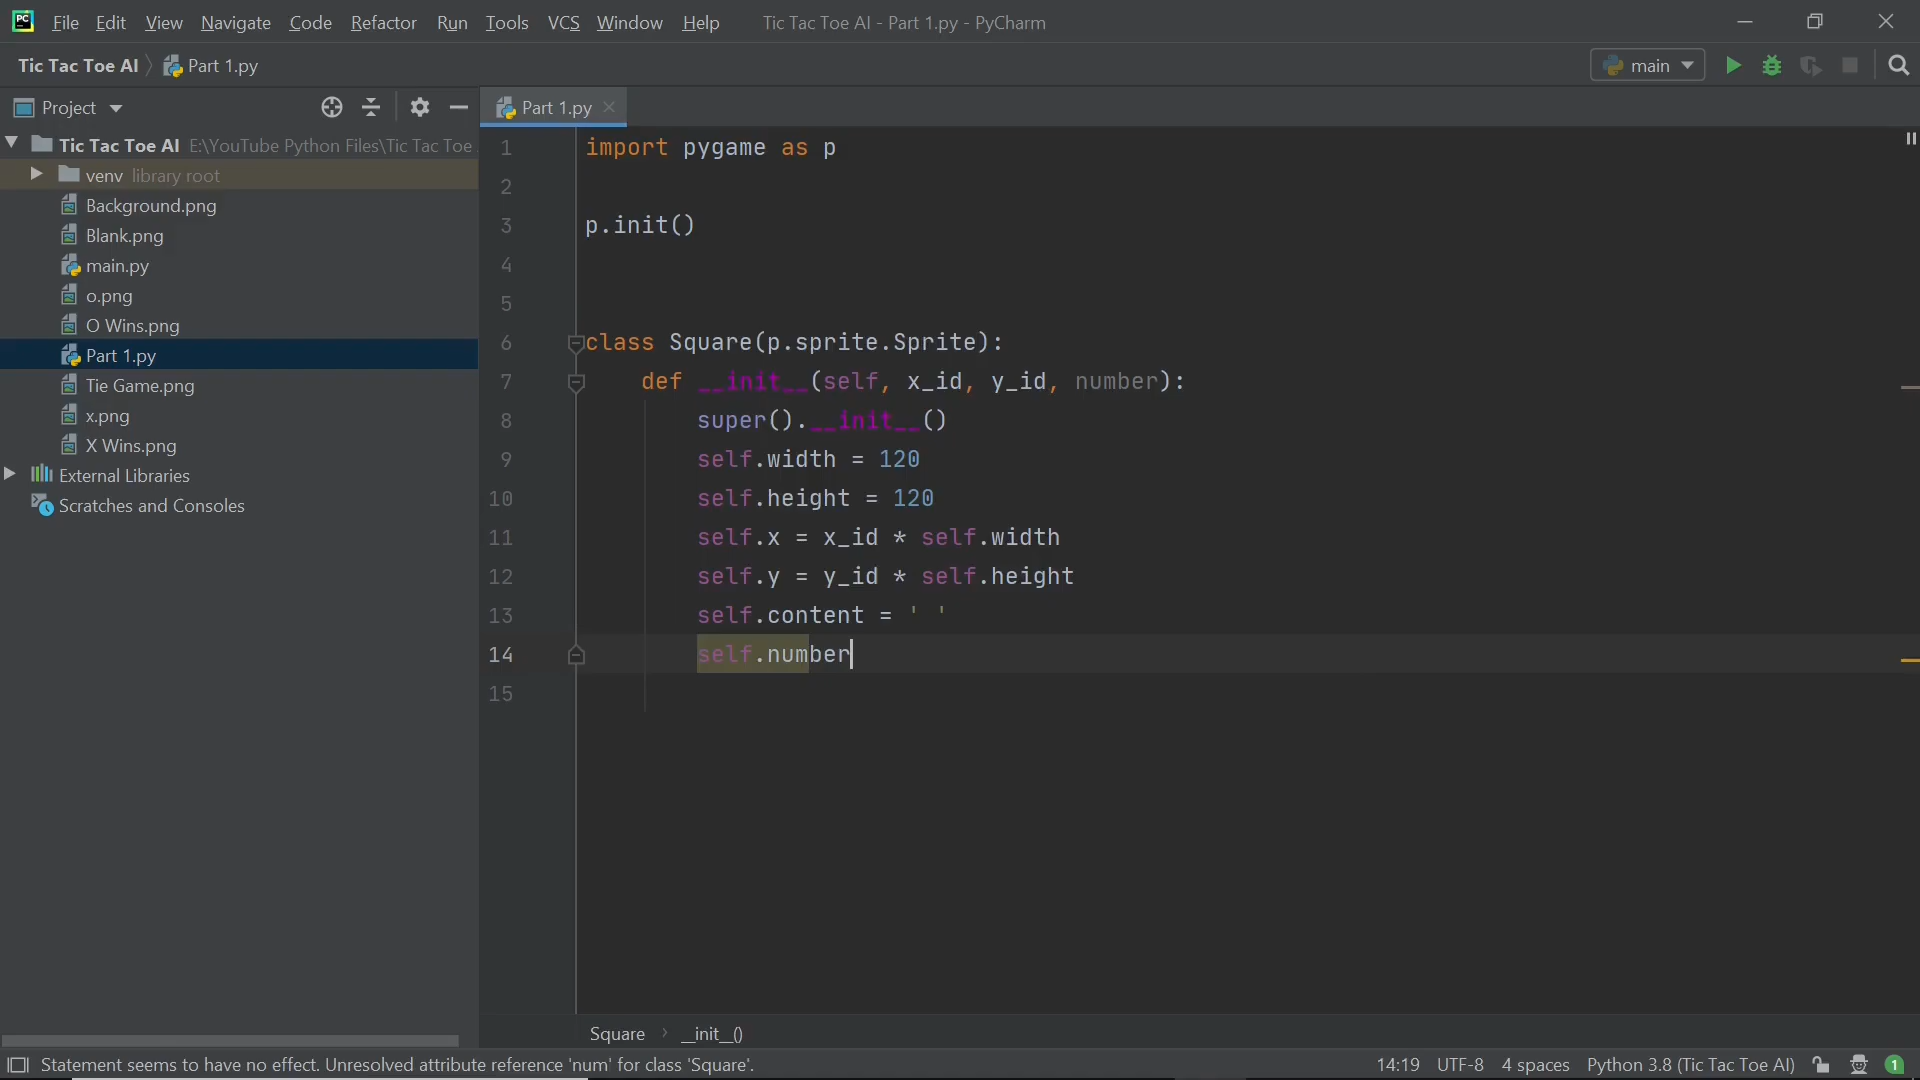 File Edit View Navigate Code Refactor Run Tools VCS Window Help Tic Tac Toe AI - Part 1.py - PyCharm
Tic Tac Toe AI Part 1.py main
Project Part 1.py
Tic Tac Toe AI E:\YouTube Python Files\Tic Tac Toe
venv library root
Background.png
Blank.png
main.py
o.png
O Wins.png
Part 1.py
Tie Game.png
x.png
X Wins.png
External Libraries
Scratches and Consoles
1 import pygame as p
2
3 p.init()
4
5
6 class Square(p.sprite.Sprite):
7     def __init__(self, x_id, y_id, number):
8         super().__init__()
9         self.width = 120
10         self.height = 120
11         self.x = x_id * self.width
12         self.y = y_id * self.height
13         self.content = ' '
14         self.number
15
Square › __init__()
Statement seems to have no effect. Unresolved attribute reference 'num' for class 'Square'. 14:19 UTF-8 4 spaces Python 3.8 (Tic Tac Toe AI) 1